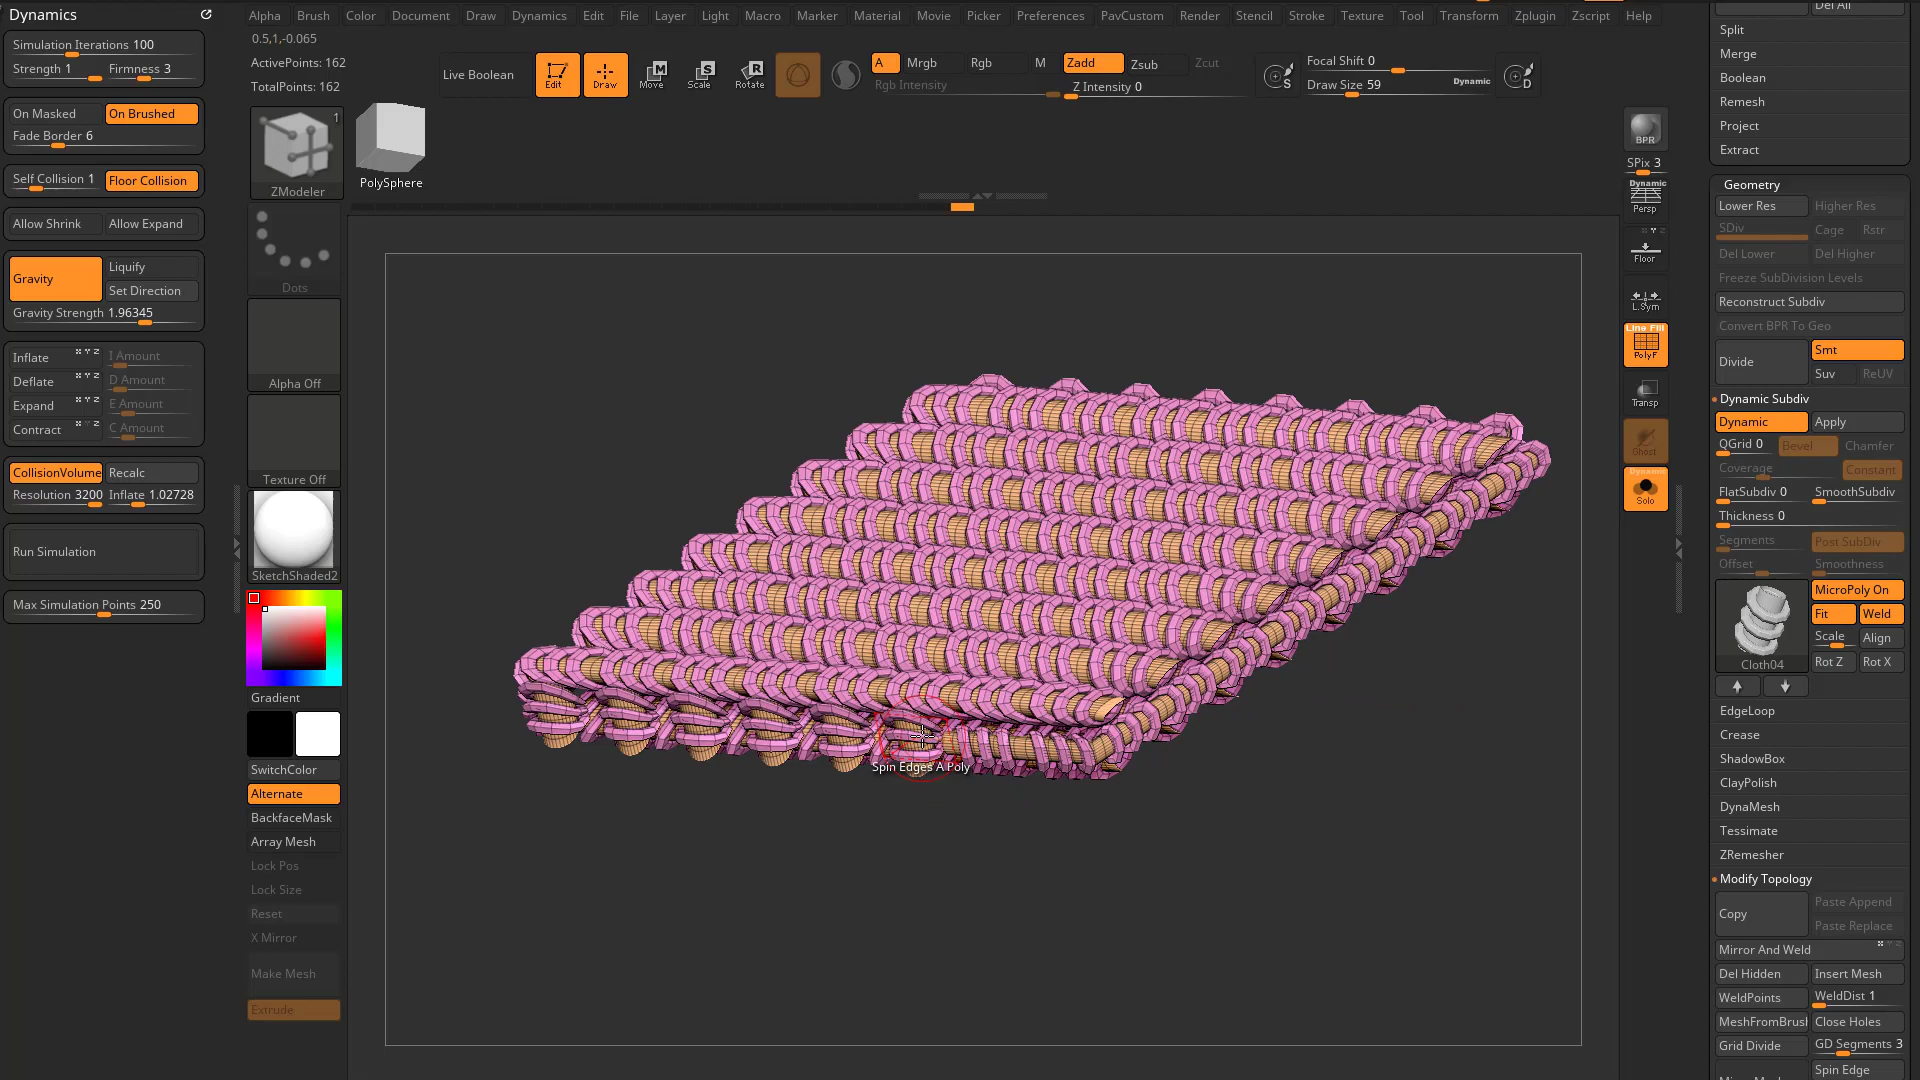 Dynamics
Simulation Iterations 100
Strength 1 Firmness 3
On Masked On Brushed
Fade Border 6
Self Collision 1 Floor Collision
Allow Shrink Allow Expand
Gravity
Liquify
Set Direction
Gravity Strength 1.96345
Inflate X Y Z I Amount
Deflate X Y Z D Amount
Expand X Y Z E Amount
Contract X Y Z C Amount
CollisionVolume Recalc
Resolution 3200 Inflate 1.02728
Run Simulation
Max Simulation Points 250
Alpha Brush Color Document Draw Dynamics Edit File Layer Light Macro Marker Material Movie Picker Preferences PavCustom Render Stencil Stroke Texture Tool Transform Zplugin Zscript Help
0.5,1,-0.065
ActivePoints: 162
TotalPoints: 162
Live Boolean
Edit
Draw
M
Move
S
Scale
R
Rotate
A Mrgb Rgb M Zadd Zsub Zcut
Rgb Intensity
Z Intensity 0
S
Focal Shift 0
Draw Size 59 Dynamic
D
1
ZModeler
PolySphere
Dots
Alpha Off
Texture Off
SketchShaded2
Gradient
SwitchColor
Alternate
BackfaceMask
Array Mesh
Lock Pos
Lock Size
Reset
X Mirror
Make Mesh
Extrude
Spin Edges A Poly
BPR
SPix 3
Dynamic
Persp
Floor
L.Sym
Line Fill
PolyF
Transp
Ghost
Dynamic
Solo
Del All
Split
Merge
Boolean
Remesh
Project
Extract
Geometry
Lower Res Higher Res
SDiv Cage Rstr
Del Lower Del Higher
Freeze SubDivision Levels
Reconstruct Subdiv
Convert BPR To Geo
Divide
Smt
Suv ReUV
Dynamic Subdiv
Dynamic Apply
QGrid 0 Bevel Chamfer
Coverage Constant
FlatSubdiv 0 SmoothSubdiv
Thickness 0
Segments Post SubDiv
Offset Smoothness
Cloth04
MicroPoly On
Fit Weld
Scale Align
Rot Z Rot X
EdgeLoop
Crease
ShadowBox
ClayPolish
DynaMesh
Tessimate
ZRemesher
Modify Topology
Copy
Paste Append
Paste Replace
Mirror And Weld
Del Hidden Insert Mesh
WeldPoints WeldDist 1
MeshFromBrus Close Holes
Grid Divide GD Segments 3
Spin Edge